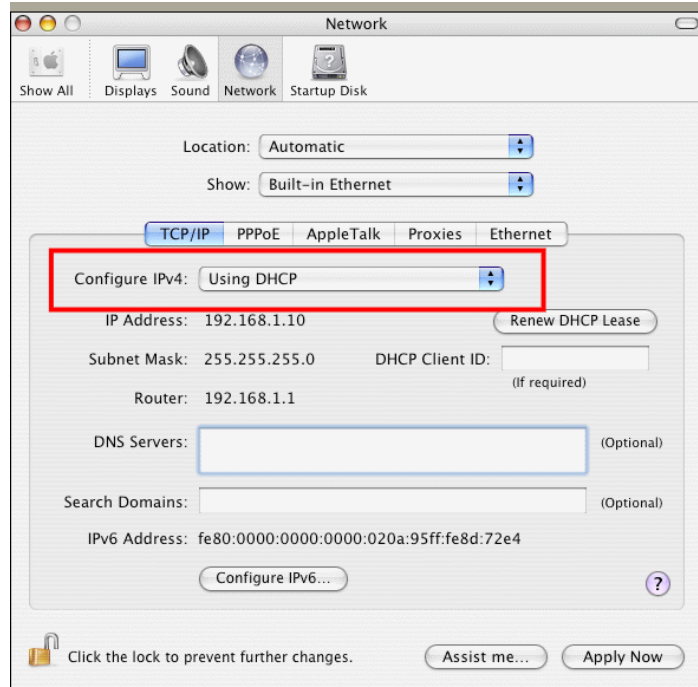 Network
Show All Displays Sound Network Startup Disk
Location: Automatic
Show: Built-in Ethernet
TCP/IP PPPoE AppleTalk Proxies Ethernet
Configure IPv4: Using DHCP
IP Address: 192.168.1.10 Renew DHCP Lease
Subnet Mask: 255.255.255.0 DHCP Client ID:
(If required)
Router: 192.168.1.1
DNS Servers: (Optional)
Search Domains: (Optional)
IPv6 Address: fe80:0000:0000:0000:020a:95ff:fe8d:72e4
Configure IPv6... ?
Click the lock to prevent further changes. Assist me... Apply Now